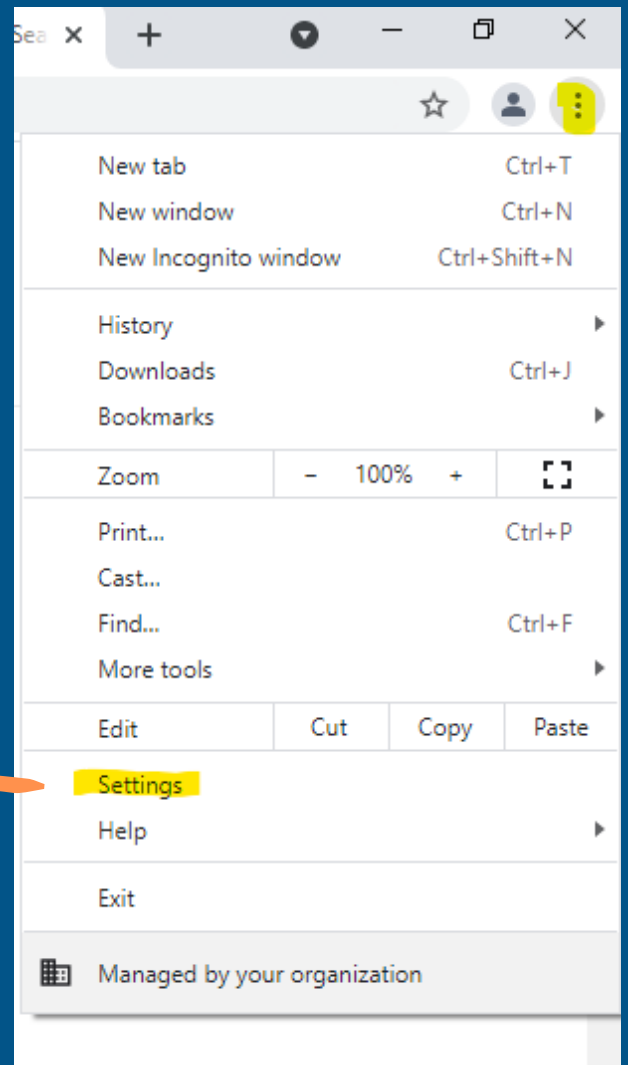 Sea
New tab Ctrl+T
New window Ctrl+N
New Incognito window Ctrl+Shift+N
History
Downloads Ctrl+J
Bookmarks
Zoom - 100% +
Print... Ctrl+P
Cast...
Find... Ctrl+F
More tools
Edit Cut Copy Paste
Settings
Help
Exit
Managed by your organization